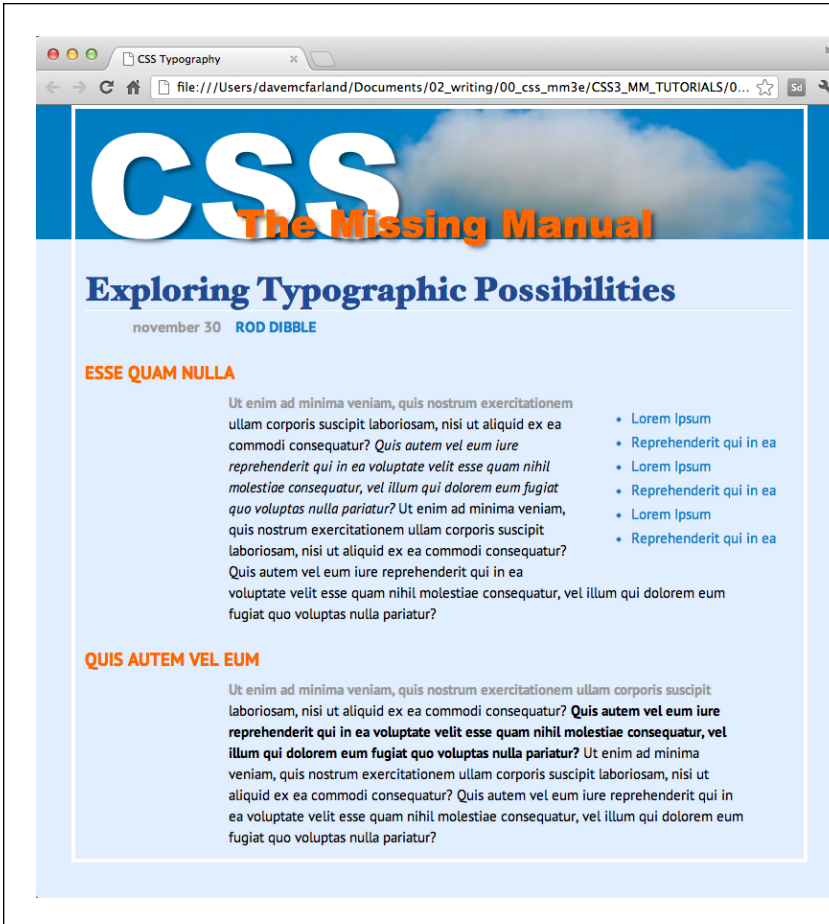 CSS Typography
file:///Users/davemcfarland/Documents/02_writing/00_css_mm3e/CSS3_MM_TUTORIALS/0...
Sd
CSS
The Missing Manual
Exploring Typographic Possibilities
november 30 ROD DIBBLE
ESSE QUAM NULLA
Ut enim ad minima veniam, quis nostrum exercitationem
ullam corporis suscipit laboriosam, nisi ut aliquid ex ea
commodi consequatur? Quis autem vel eum iure
reprehenderit qui in ea voluptate velit esse quam nihil
molestiae consequatur, vel illum qui dolorem eum fugiat
quo voluptas nulla pariatur? Ut enim ad minima veniam,
quis nostrum exercitationem ullam corporis suscipit
laboriosam, nisi ut aliquid ex ea commodi consequatur?
Quis autem vel eum iure reprehenderit qui in ea
voluptate velit esse quam nihil molestiae consequatur, vel illum qui dolorem eum
fugiat quo voluptas nulla pariatur?
• Lorem Ipsum
• Reprehenderit qui in ea
• Lorem Ipsum
• Reprehenderit qui in ea
• Lorem Ipsum
• Reprehenderit qui in ea
QUIS AUTEM VEL EUM
Ut enim ad minima veniam, quis nostrum exercitationem ullam corporis suscipit
laboriosam, nisi ut aliquid ex ea commodi consequatur? Quis autem vel eum iure
reprehenderit qui in ea voluptate velit esse quam nihil molestiae consequatur, vel
illum qui dolorem eum fugiat quo voluptas nulla pariatur? Ut enim ad minima
veniam, quis nostrum exercitationem ullam corporis suscipit laboriosam, nisi ut
aliquid ex ea commodi consequatur? Quis autem vel eum iure reprehenderit qui in
ea voluptate velit esse quam nihil molestiae consequatur, vel illum qui dolorem eum
fugiat quo voluptas nulla pariatur?